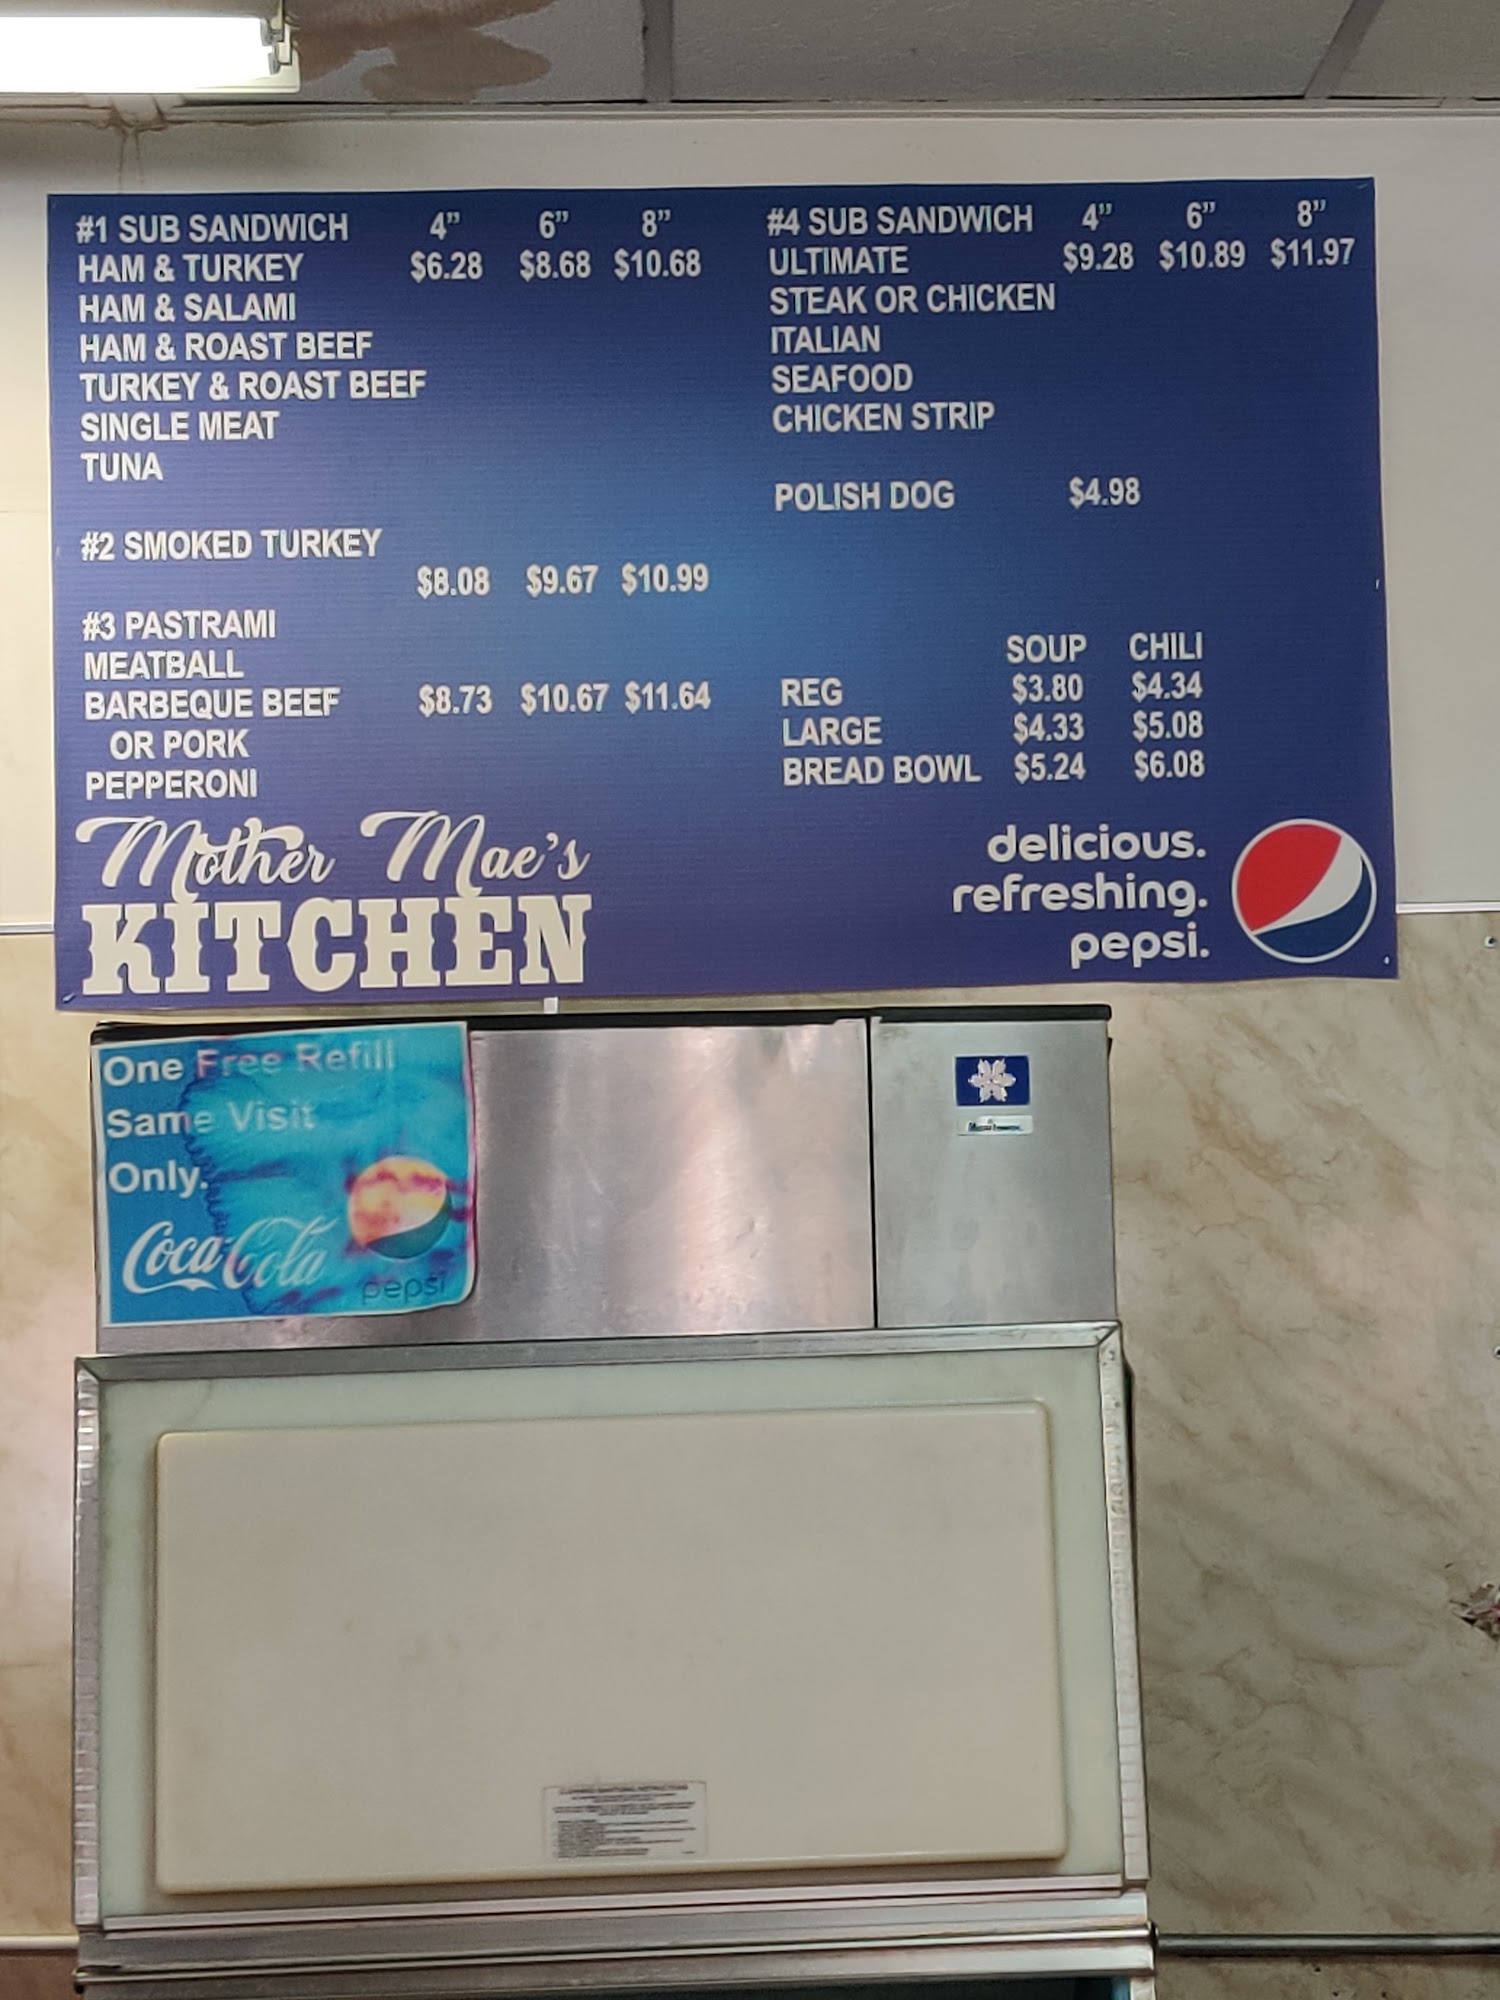 #1 SUB SANDWICH 4” 6” 8”
HAM & TURKEY $6.28 $8.68 $10.68
HAM & SALAMI
HAM & ROAST BEEF
TURKEY & ROAST BEEF
SINGLE MEAT
TUNA
#2 SMOKED TURKEY
$8.08 $9.67 $10.99
#3 PASTRAMI
MEATBALL
BARBEQUE BEEF $8.73 $10.67 $11.64
OR PORK
PEPPERONI
#4 SUB SANDWICH 4” 6” 8”
ULTIMATE $9.28 $10.89 $11.97
STEAK OR CHICKEN
ITALIAN
SEAFOOD
CHICKEN STRIP
POLISH DOG $4.98
SOUP CHILI
REG $3.80 $4.34
LARGE $4.33 $5.08
BREAD BOWL $5.24 $6.08
Mother Mae's
KITCHEN
delicious.
refreshing.
pepsi.
One Free Refill
Same Visit
Only.
Coca-Cola
pepsi